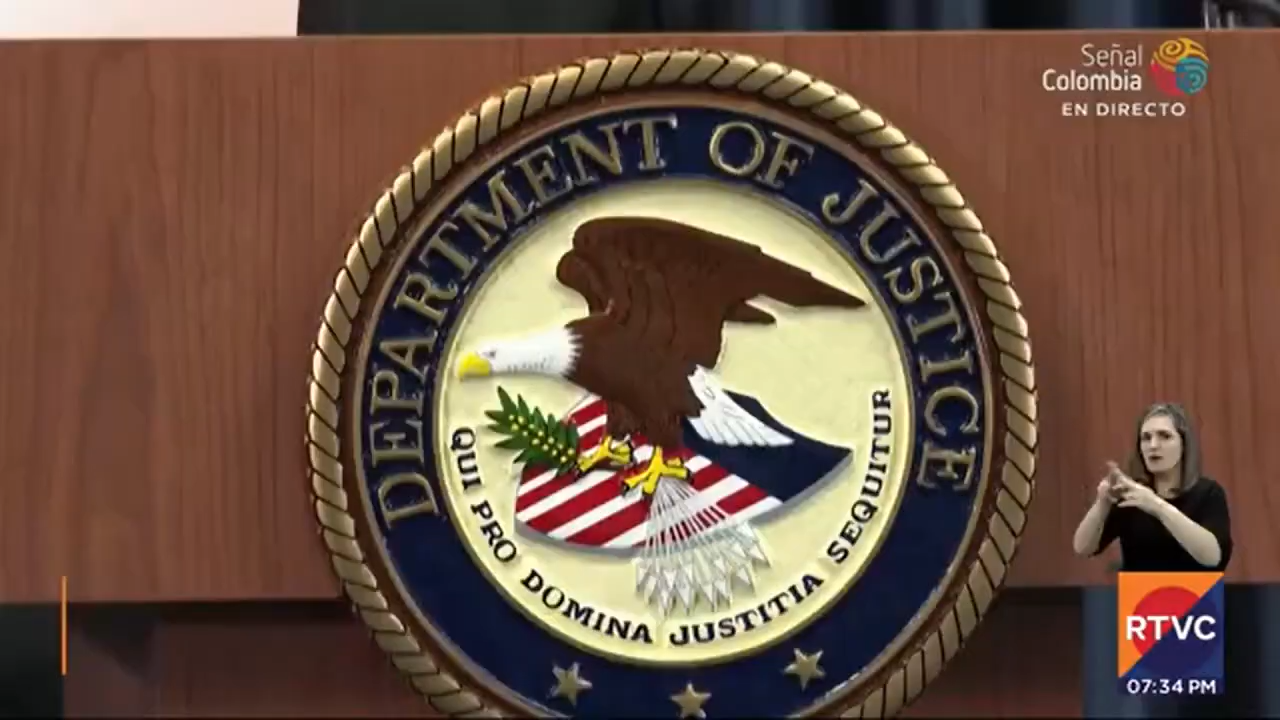 Señal
Colombia
EN DIRECTO
DEPARTMENT OF JUSTICE
QUI PRO DOMINA JUSTITIA SEQUITUR
RTVC
07:34 PM